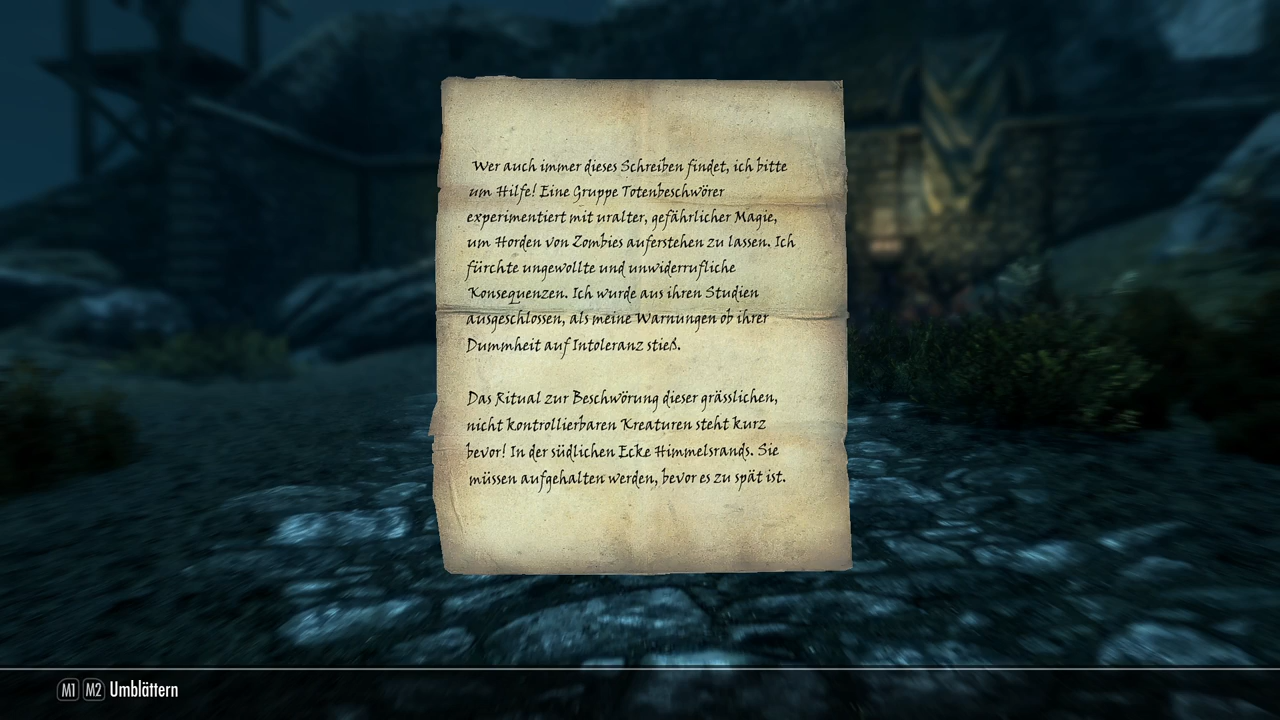 Wer auch immer dieses Schreiben findet, ich bitte
um Hilfe! Eine Gruppe Totenbeschwörer
experimentiert mit uralter, gefährlicher Magie,
um Horden von Zombies auferstehen zu lassen. Ich
fürchte ungewollte und unwiderrufliche
Konsequenzen. Ich wurde aus ihren Studien
ausgeschlossen, als meine Warnungen ob ihrer
Dummheit auf Intoleranz stieß.
Das Ritual zur Beschwörung dieser grässlichen,
nicht kontrollierbaren Kreaturen steht kurz
bevor! In der südlichen Ecke Himmelsrands. Sie
müssen aufgehalten werden, bevor es zu spät ist.
M1 M2 Umblättern